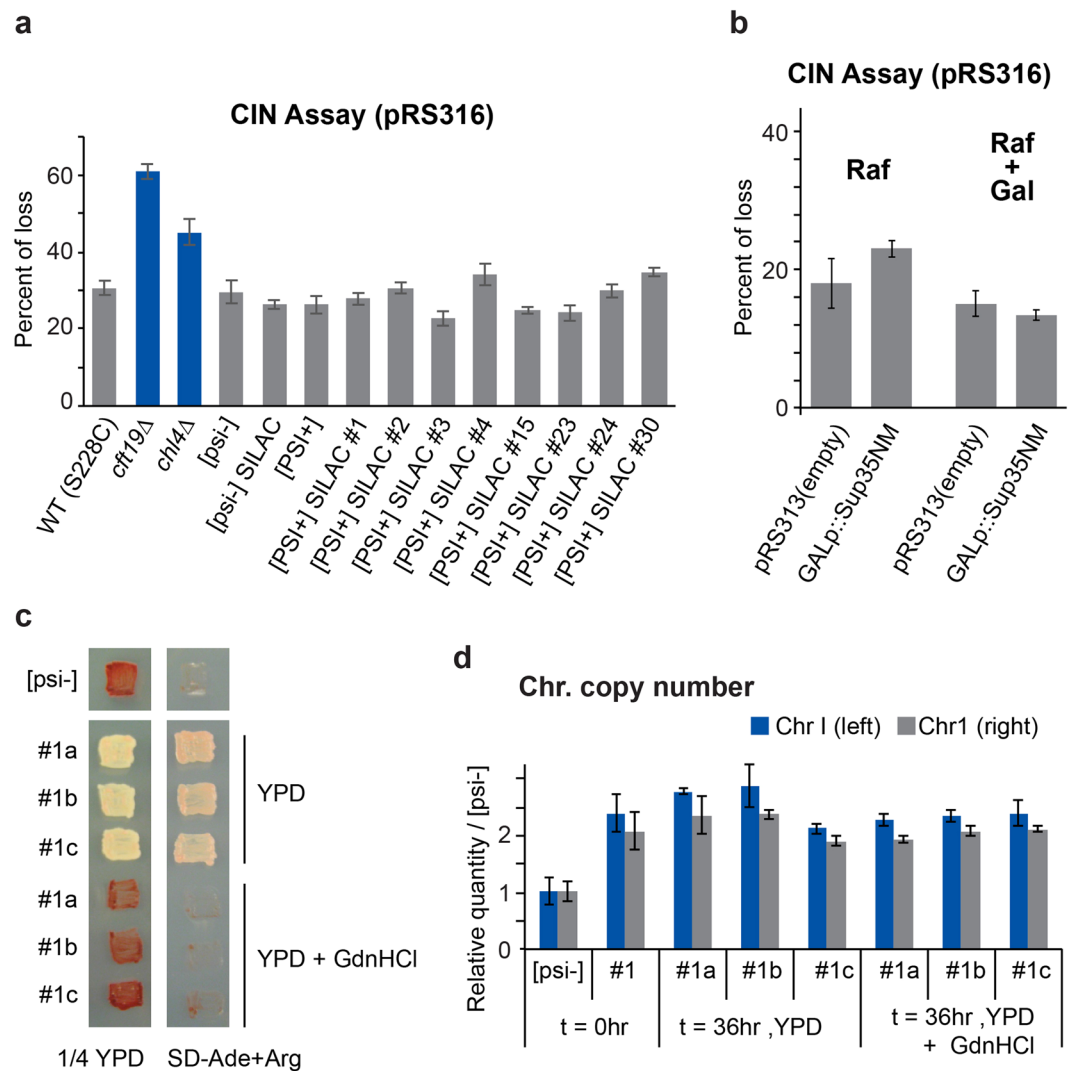 a
CIN Assay (pRS316)
Percent of loss
60
40
20
0
WT (S228C)
cft19Δ
chl4Δ
[psi-]
[psi-] SILAC
[PSI+]
[PSI+] SILAC #1
[PSI+] SILAC #2
[PSI+] SILAC #3
[PSI+] SILAC #4
[PSI+] SILAC #15
[PSI+] SILAC #23
[PSI+] SILAC #24
[PSI+] SILAC #30
b
CIN Assay (pRS316)
Percent of loss
40
20
0
Raf
Raf
+
Gal
pRS313(empty)
GALp::Sup35NM
pRS313(empty)
GALp::Sup35NM
c
[psi-]
#1a
#1b
#1c
YPD
#1a
#1b
#1c
YPD + GdnHCl
1/4 YPD
SD-Ade+Arg
d
Chr. copy number
Chr I (left)
Chr1 (right)
Relative quantity / [psi-]
2
1
0
[psi-]
#1
#1a
#1b
#1c
#1a
#1b
#1c
t = 0hr
t = 36hr ,YPD
t = 36hr ,YPD
+ GdnHCl